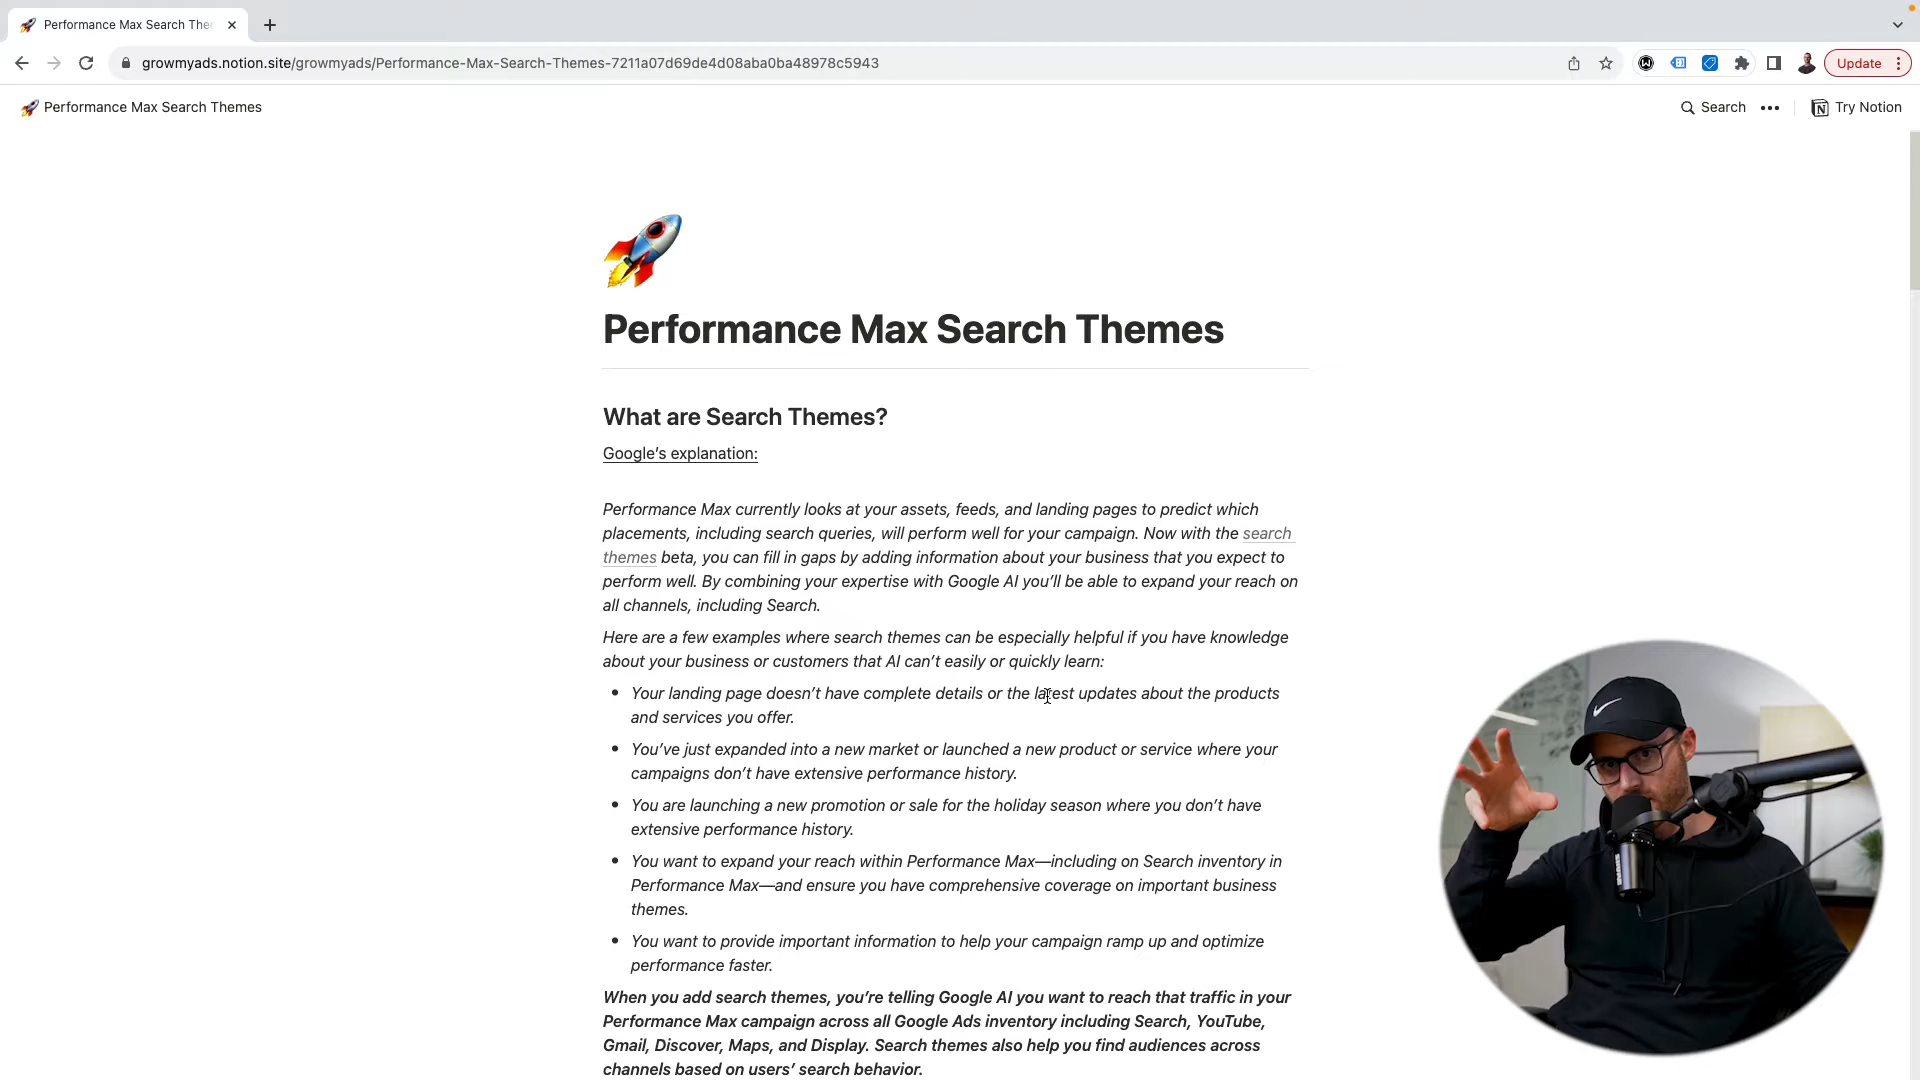 Performance Max Search Ther
growmyads.notion.site/growmyads/Performance-Max-Search-Themes-7211a07d69de4d08aba0ba48978c5943
Update
Performance Max Search Themes
Search
Try Notion
Performance Max Search Themes
What are Search Themes?
Google’s explanation:
Performance Max currently looks at your assets, feeds, and landing pages to predict which
placements, including search queries, will perform well for your campaign. Now with the search
themes beta, you can fill in gaps by adding information about your business that you expect to
perform well. By combining your expertise with Google AI you’ll be able to expand your reach on
all channels, including Search.
Here are a few examples where search themes can be especially helpful if you have knowledge
about your business or customers that AI can’t easily or quickly learn:
• Your landing page doesn’t have complete details or the latest updates about the products
and services you offer.
• You’ve just expanded into a new market or launched a new product or service where your
campaigns don’t have extensive performance history.
• You are launching a new promotion or sale for the holiday season where you don’t have
extensive performance history.
• You want to expand your reach within Performance Max—including on Search inventory in
Performance Max—and ensure you have comprehensive coverage on important business
themes.
• You want to provide important information to help your campaign ramp up and optimize
performance faster.
When you add search themes, you’re telling Google AI you want to reach that traffic in your
Performance Max campaign across all Google Ads inventory including Search, YouTube,
Gmail, Discover, Maps, and Display. Search themes also help you find audiences across
channels based on users’ search behavior.